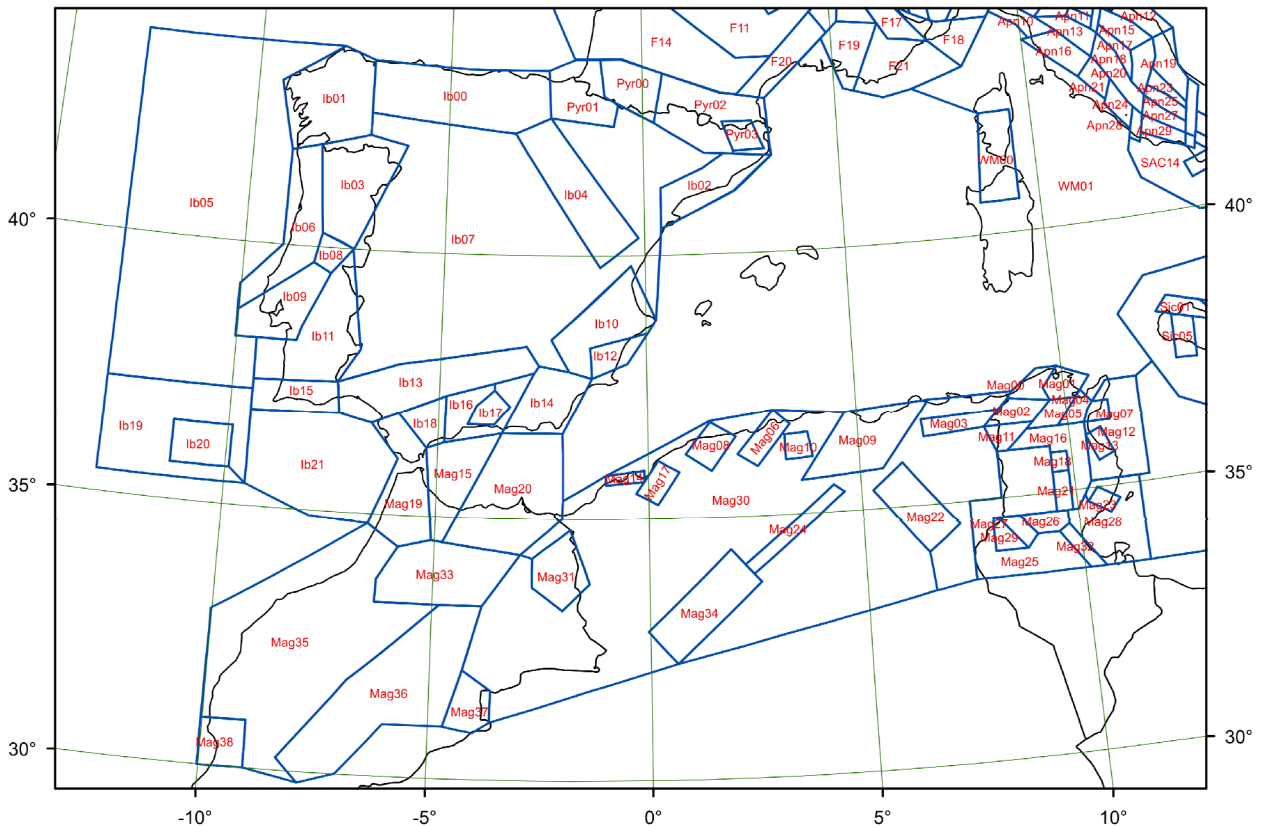 F17
Apn10
Apn11
Apn12
F11
F14
F19
F18
Apn13
Apn15
Apn16
Apn17
Apn18
Apn19
F20
F21
Apn20
Apn21
Apn23
Apn24
Apn25
Apn27
Apn28
Apn29
Ib01
Ib00
Pyr01
Pyr00
Pyr02
Pyr03
WM00
SAC14
WM01
Ib05
Ib03
Ib04
Ib02
40°
40°
Ib06
Ib07
Ib08
Ib09
Ib10
Ib11
Ib12
Sic01
Sic05
Ib13
Ib15
Ib14
Ib16
Ib17
Ib18
Ib19
Ib20
Ib21
Mag00
Mag01
Mag04
Mag02
Mag05
Mag07
Mag03
Mag06
Mag08
Mag10
Mag09
Mag11
Mag16
Mag12
Mag13
Mag15
Mag14
Mag17
Mag18
Mag20
Mag19
Mag30
Mag21
Mag23
35°
35°
Mag22
Mag24
Mag27
Mag26
Mag28
Mag29
Mag32
Mag25
Mag33
Mag31
Mag34
Mag35
Mag36
Mag37
Mag38
30°
30°
-10°
-5°
0°
5°
10°